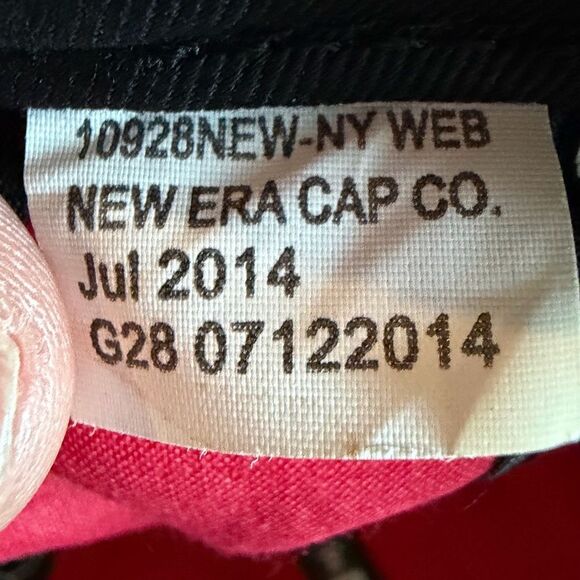 10928NEW-NY WEB
NEW ERA CAP CO.
Jul 2014
G28 07122014